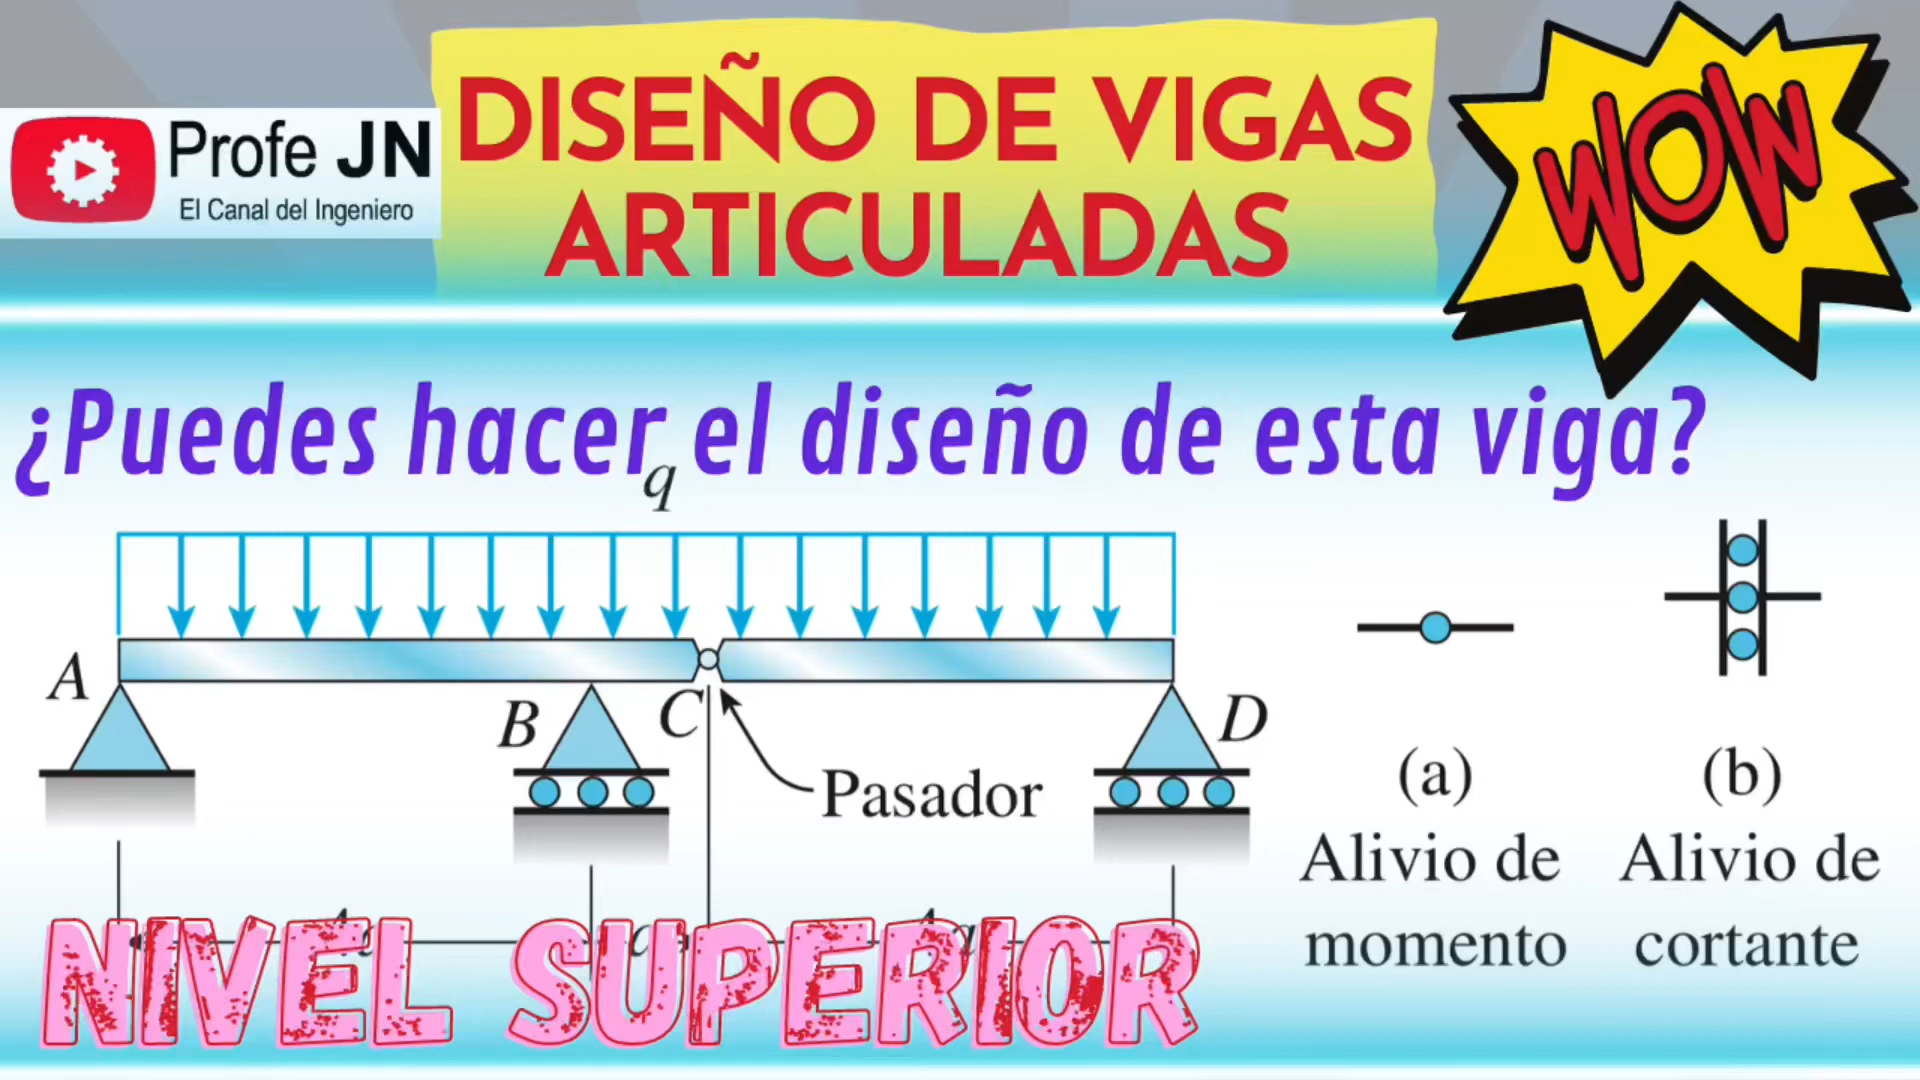 DISEÑO DE VIGAS
ARTICULADAS
WOW
Profe JN
El Canal del Ingeniero
¿Puedes hacer el diseño de esta viga?
q
A
B
C
D
Pasador
(a)
(b)
Alivio de
momento
Alivio de
cortante
NIVEL SUPERIOR